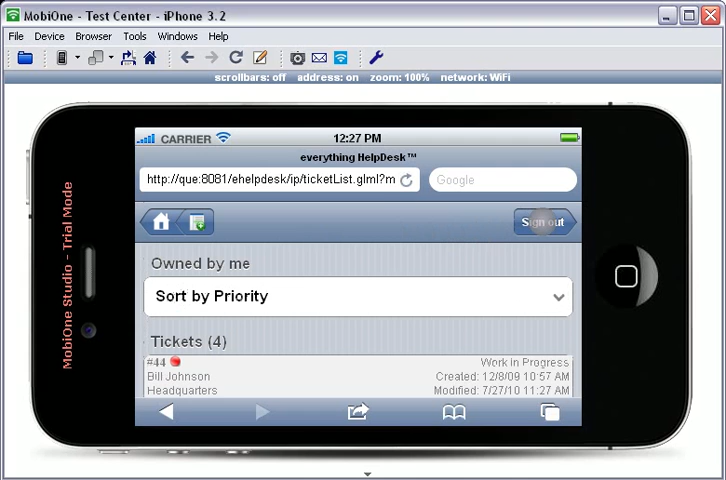 MobiOne - Test Center - iPhone 3.2
File Device Browser Tools Windows Help
scrollbars: off address: on zoom: 100% network: WiFi
MobiOne Studio - Trial Mode
CARRIER 12:27 PM
everything HelpDesk™
http://que:8081/ehelpdesk/ip/ticketList.glml?m Google
Sign out
Owned by me
Sort by Priority
Tickets (4)
#44 Work In Progress
Bill Johnson Created: 12/8/09 10:57 AM
Headquarters Modified: 7/27/10 11:27 AM